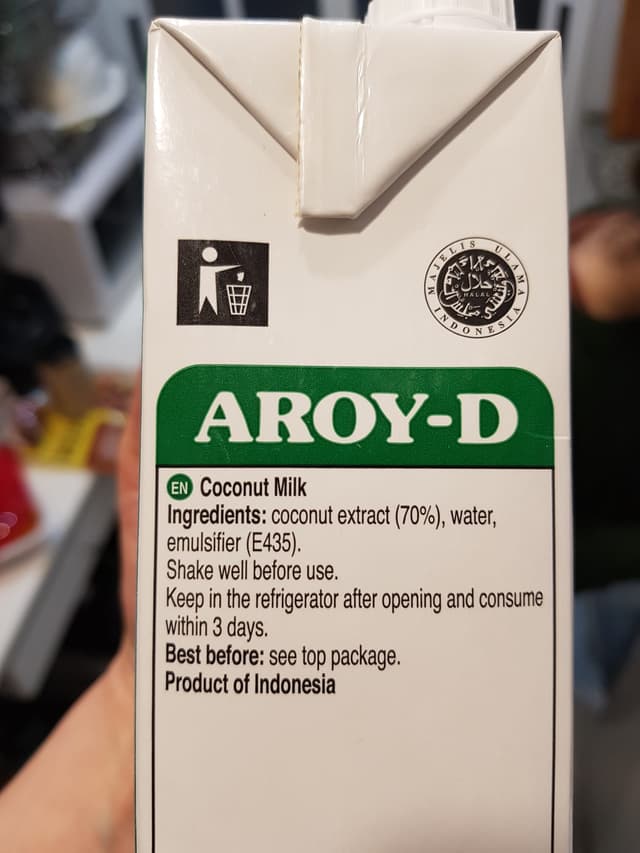 MAJELIS ULAMA INDONESIA
حلال
HALAL
AROY-D
EN Coconut Milk
Ingredients: coconut extract (70%), water,
emulsifier (E435).
Shake well before use.
Keep in the refrigerator after opening and consume
within 3 days.
Best before: see top package.
Product of Indonesia